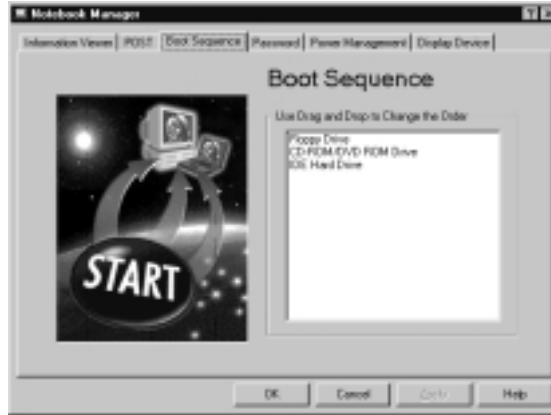 Notebook Manager
Information Viewer POST Boot Sequence Password Power Management Display Device
Boot Sequence
Use Drag and Drop to Change the Order
Floppy Drive
CD-ROM/DVD ROM Drive
IDE Hard Drive
START
OK Cancel Apply Help